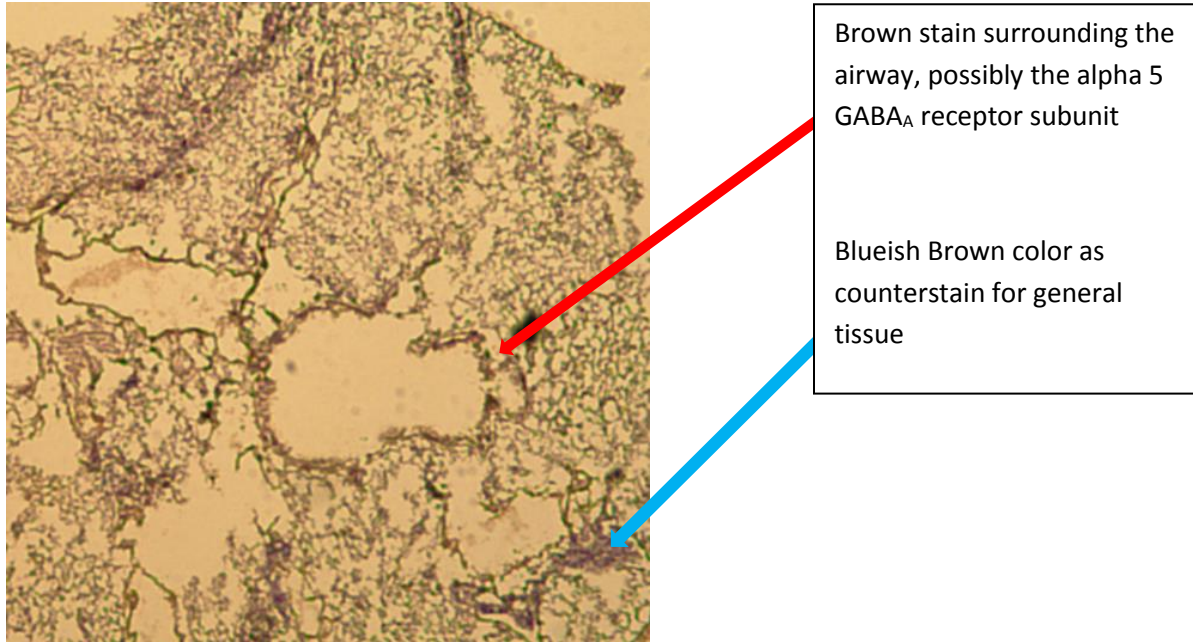 Brown stain surrounding the
airway, possibly the alpha 5
GABAA receptor subunit
Blueish Brown color as
counterstain for general
tissue